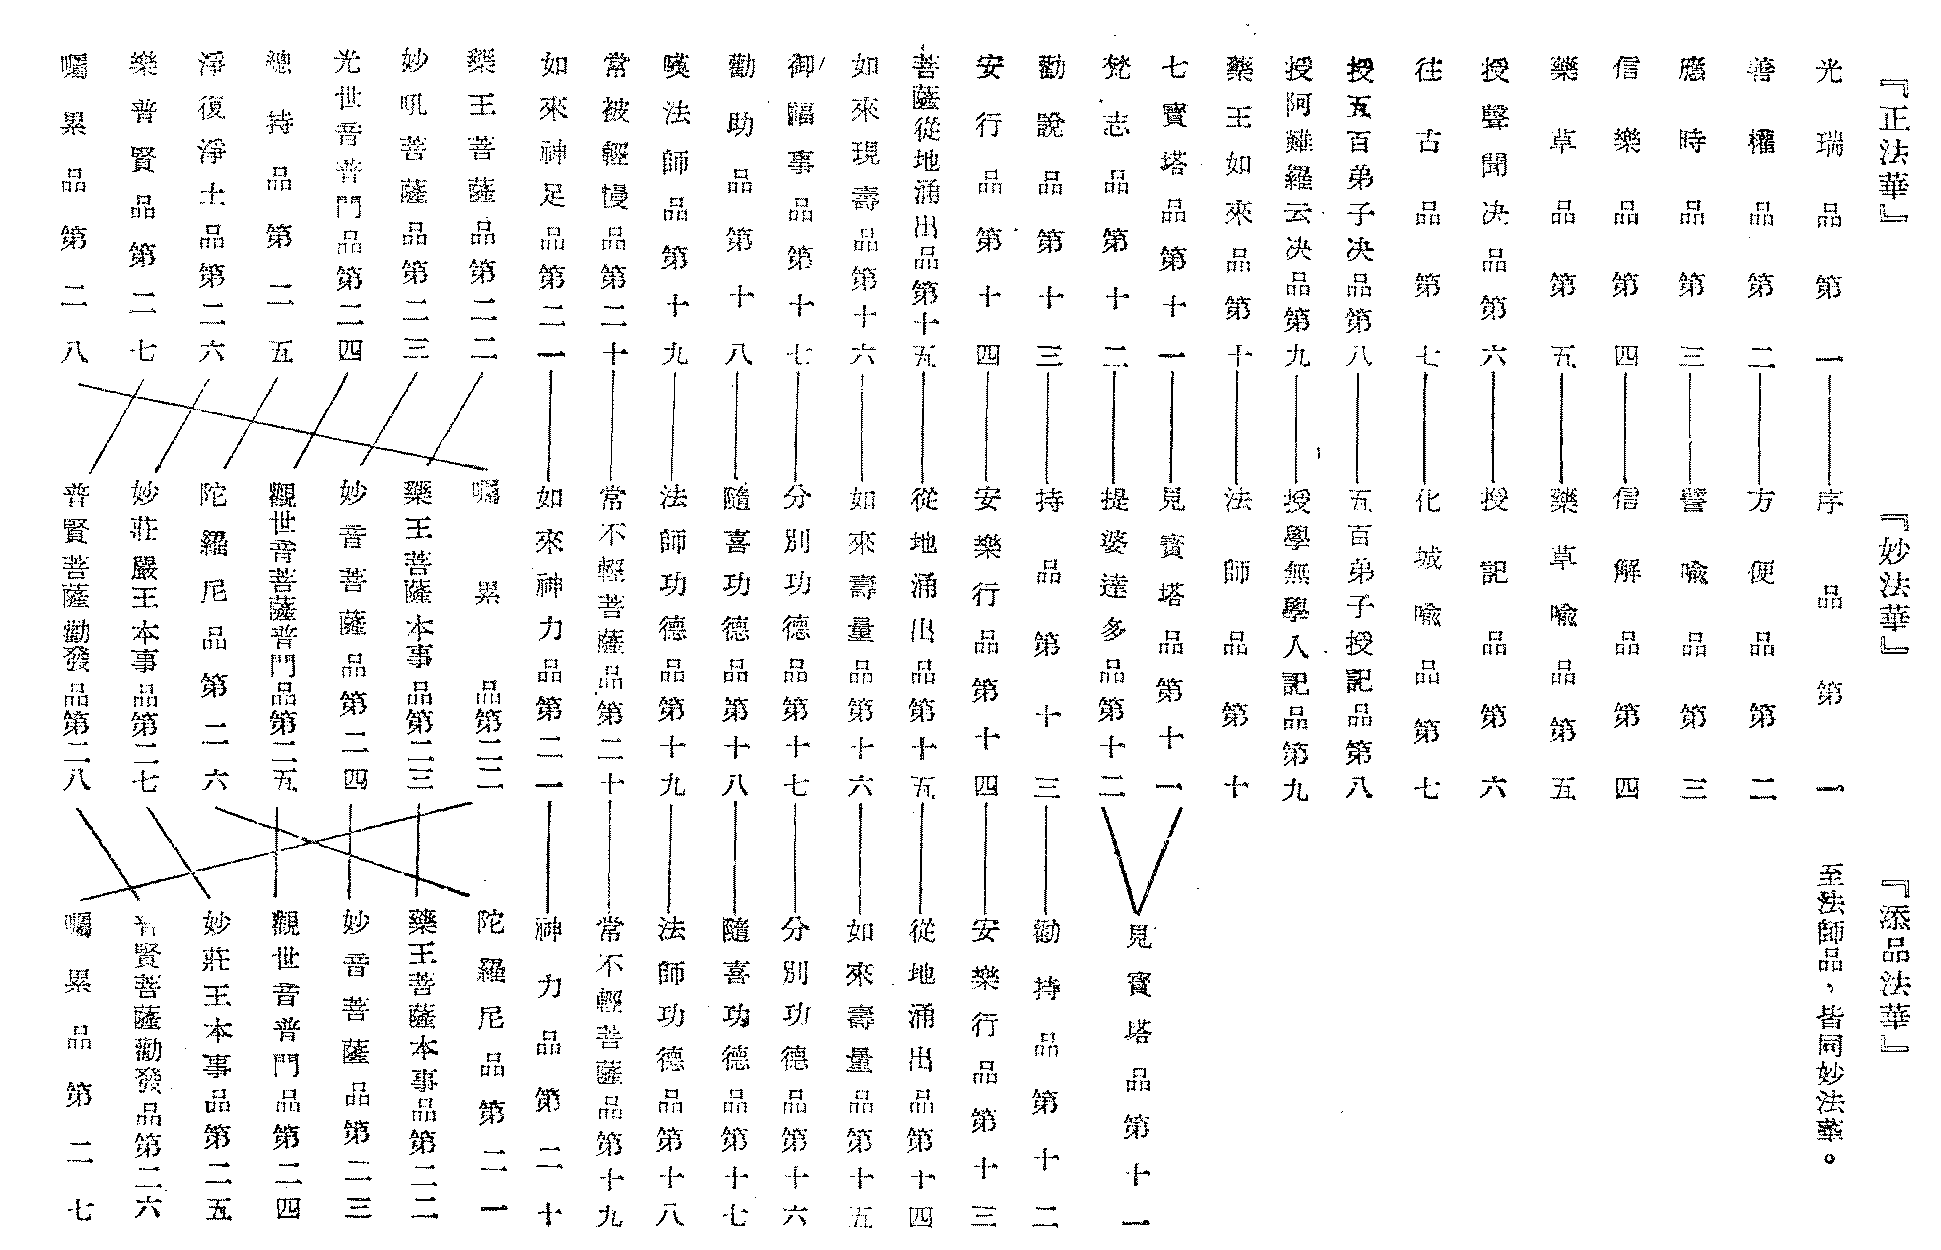 『正法華』
光瑞品第一
善權品第二
應時品第三
信樂品第四
藥草品第五
授聲聞决品第六
往古品第七
授五百弟子决品第八
授阿難羅云决品第九
藥王如來品第十
七寶塔品第十一
梵志品第十二
勸說品第十三
安行品第十四
菩薩從地涌出品第十五
如來現壽品第十六
御福事品第十七
勸助品第十八
嘆法師品第十九
常被輕慢品第二十
如來神足品第二一
藥王菩薩品第二二
妙吼菩薩品第二三
光世音普門品第二四
總持品第二五
淨復淨土品第二六
樂普賢品第二七
囑累品第二八
『妙法華』
序品第一
方便品第二
譬喻品第三
信解品第四
藥草喻品第五
授記品第六
化城喻品第七
五百弟子授記品第八
授學無學人記品第九
法師品第十
見寶塔品第十一
提婆達多品第十二
持品第十三
安樂行品第十四
從地涌出品第十五
如來壽量品第十六
分別功德品第十七
隨喜功德品第十八
法師功德品第十九
常不輕菩薩品第二十
如來神力品第二一
囑累品第二二
藥王菩薩本事品第二三
妙音菩薩品第二四
觀世音菩薩普門品第二五
陀羅尼品第二六
妙莊嚴王本事品第二七
普賢菩薩勸發品第二八
『添品法華』
至法師品，皆同妙法華。
見寶塔品第十一
勸持品第十二
安樂行品第十三
從地涌出品第十四
如來壽量品第十五
分別功德品第十六
隨喜功德品第十七
法師功德品第十八
常不輕菩薩品第十九
神力品第二十
陀羅尼品第二一
藥王菩薩本事品第二二
妙音菩薩品第二三
觀世音普門品第二四
妙莊王本事品第二五
普賢菩薩勸發品第二六
囑累品第二七